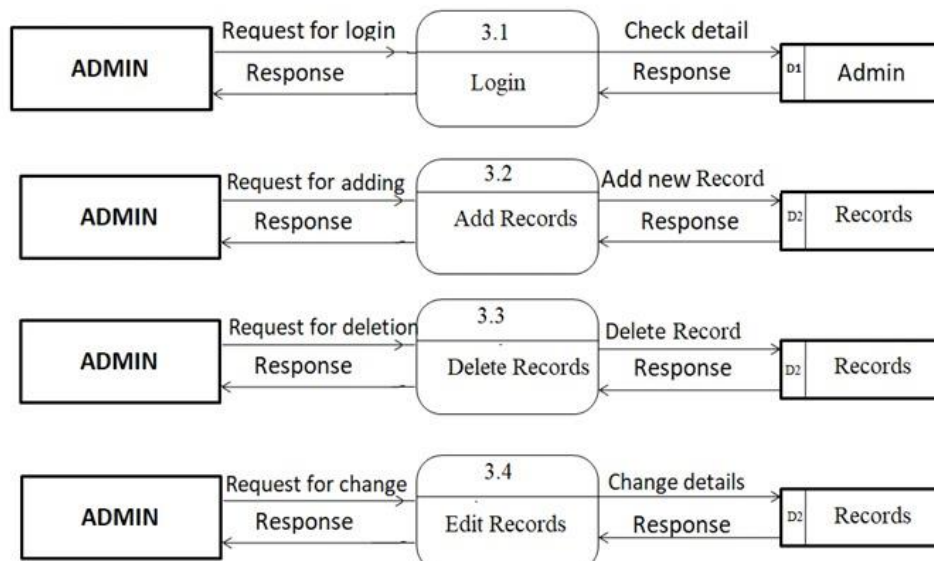 Request for login
3.1
Check detail
ADMIN
Response
Login
Response
D1
Admin
Request for adding
3.2
Add new Record
ADMIN
Response
Add Records
Response
D2
Records
Request for deletion
3.3
Delete Record
ADMIN
Response
Delete Records
Response
D2
Records
Request for change
3.4
Change details
ADMIN
Response
Edit Records
Response
D2
Records